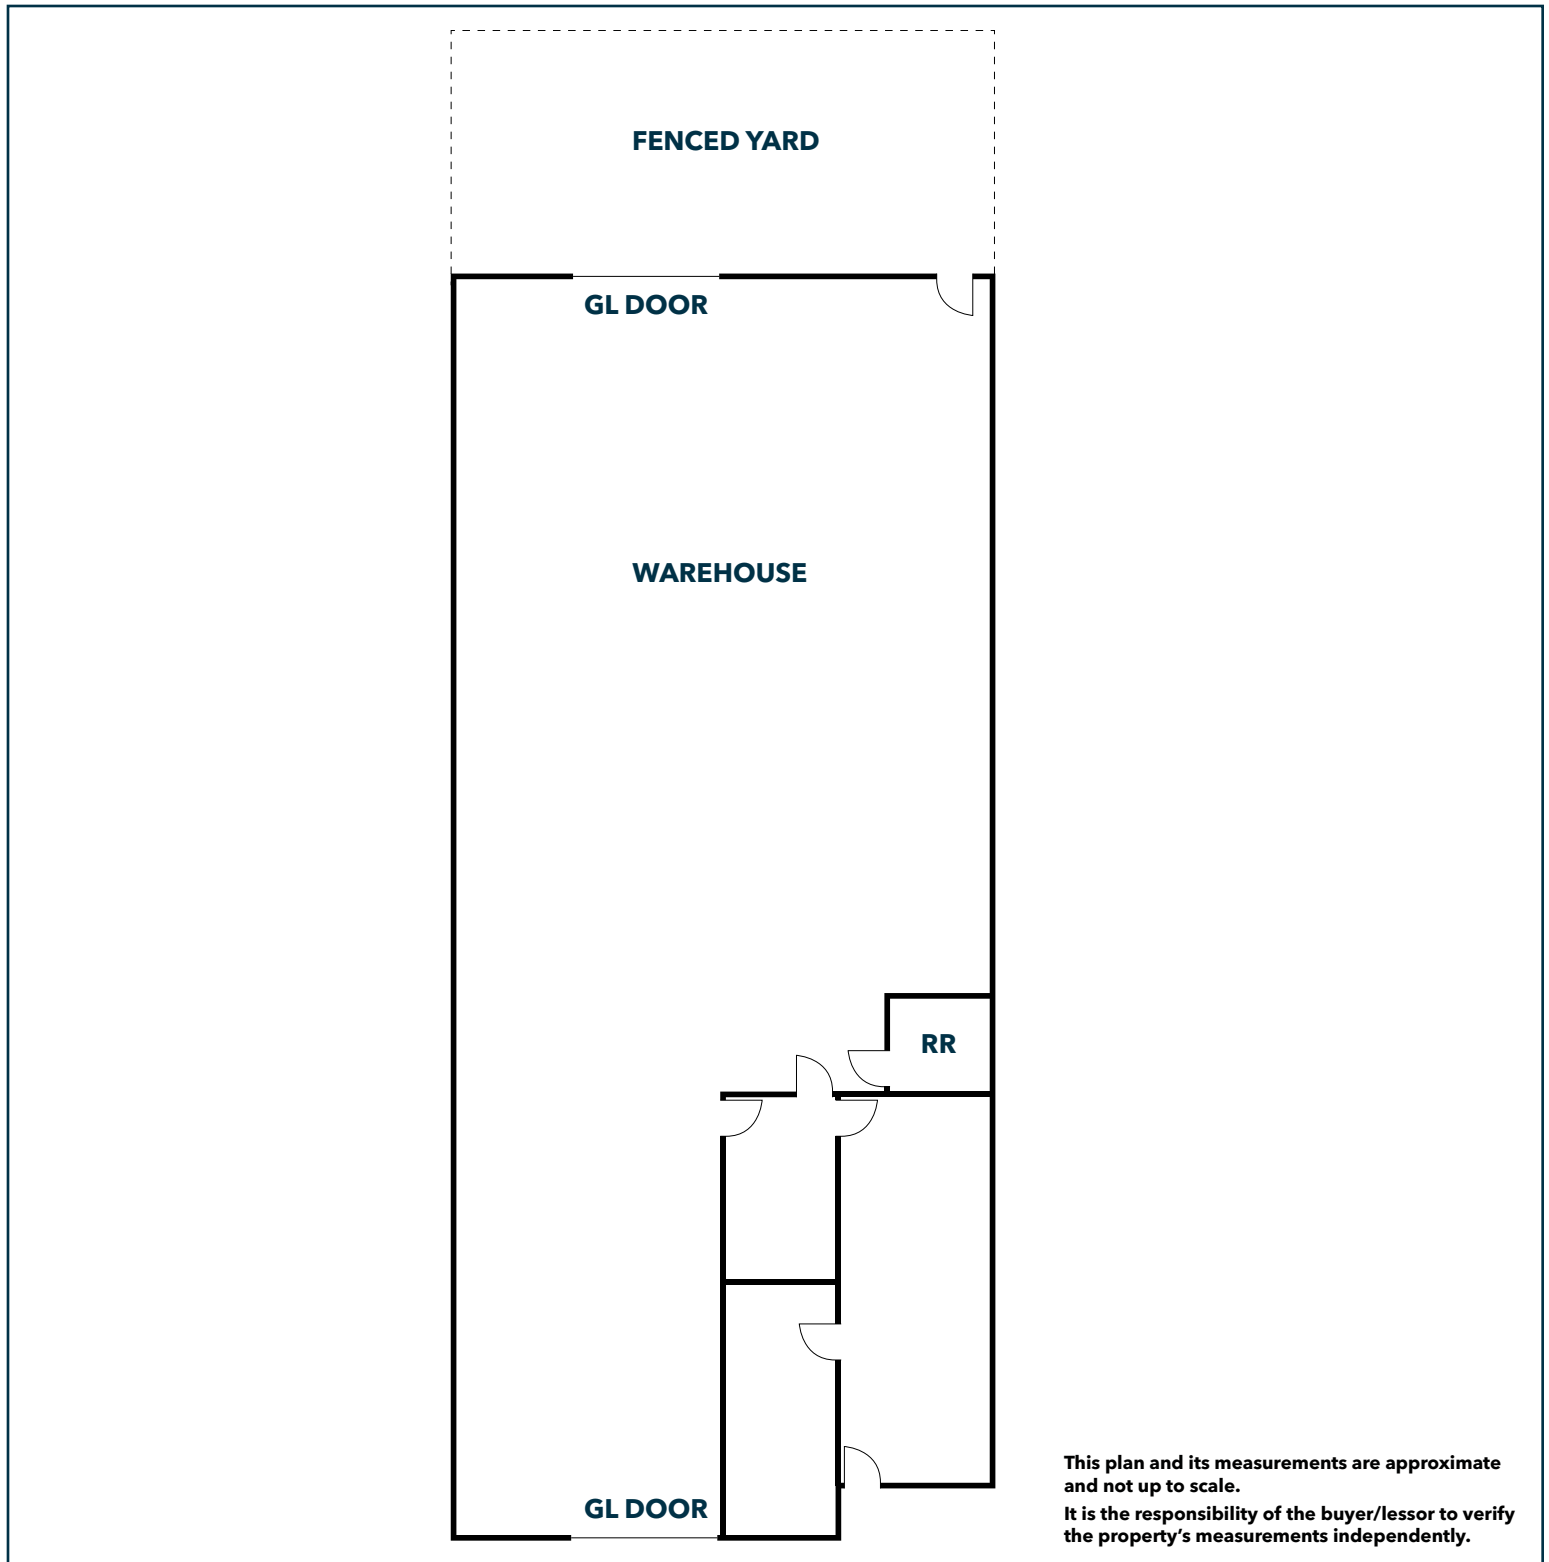 FENCED YARD
GL DOOR
WAREHOUSE
RR
GL DOOR
This plan and its measurements are approximate
and not up to scale.
It is the responsibility of the buyer/lessor to verify
the property’s measurements independently.